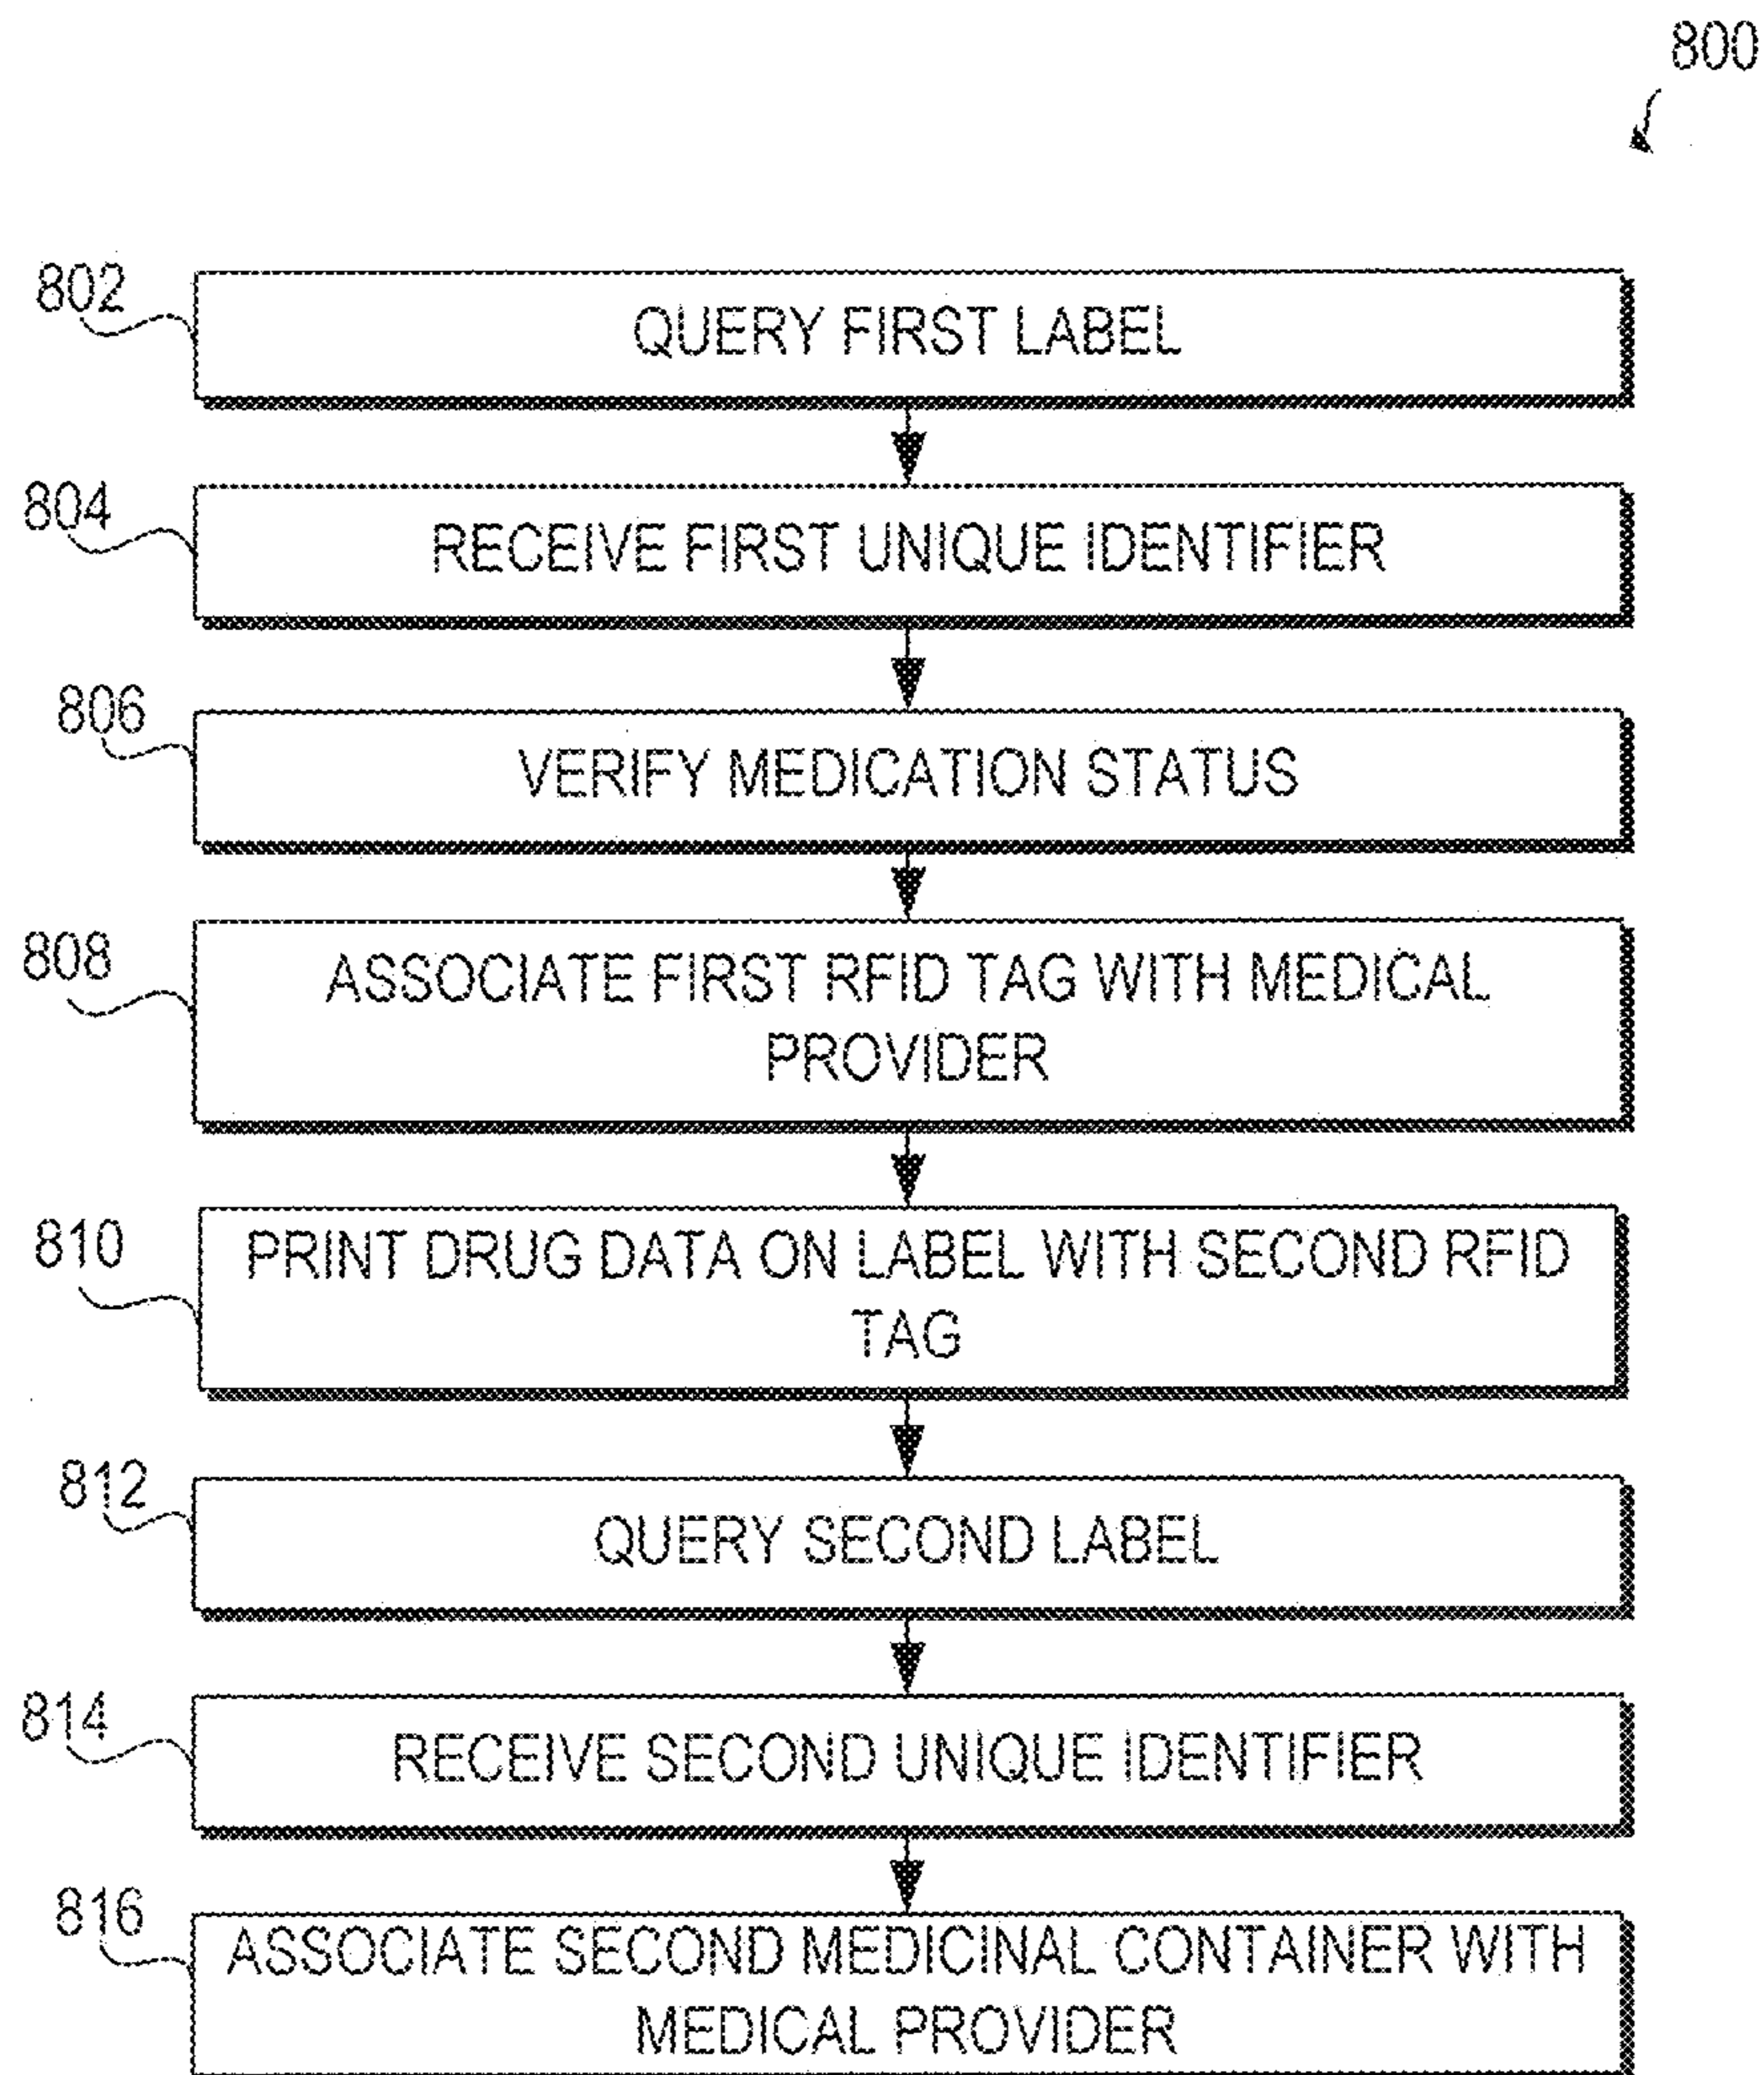 800
802
QUERY FIRST LABEL
804
RECEIVE FIRST UNIQUE IDENTIFIER
806
VERIFY MEDICATION STATUS
808
ASSOCIATE FIRST RFID TAG WITH MEDICAL
PROVIDER
810
PRINT DRUG DATA ON LABEL WITH SECOND RFID
TAG
812
QUERY SECOND LABEL
814
RECEIVE SECOND UNIQUE IDENTIFIER
816
ASSOCIATE SECOND MEDICINAL CONTAINER WITH
MEDICAL PROVIDER